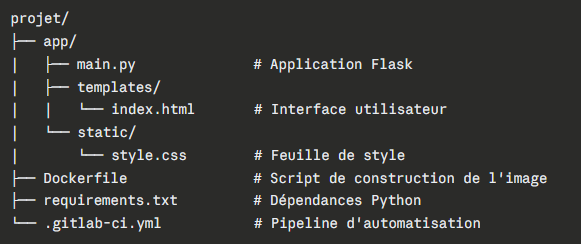 projet/
├── app/
│   ├── main.py              # Application Flask
│   ├── templates/
│   │   └── index.html       # Interface utilisateur
│   └── static/
│       └── style.css        # Feuille de style
├── Dockerfile               # Script de construction de l'image
├── requirements.txt         # Dépendances Python
└── .gitlab-ci.yml           # Pipeline d'automatisation